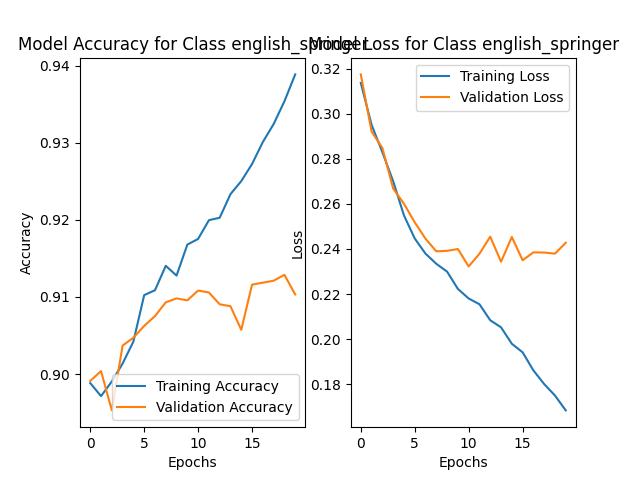 Model Accuracy for Class english_springer
0.94
0.93
0.92
0.91
0.90
Accuracy
Training Accuracy
Validation Accuracy
0 5 10 15
Epochs
Model Loss for Class english_springer
0.32
0.30
0.28
0.26
0.24
0.22
0.20
0.18
Loss
Training Loss
Validation Loss
0 5 10 15
Epochs